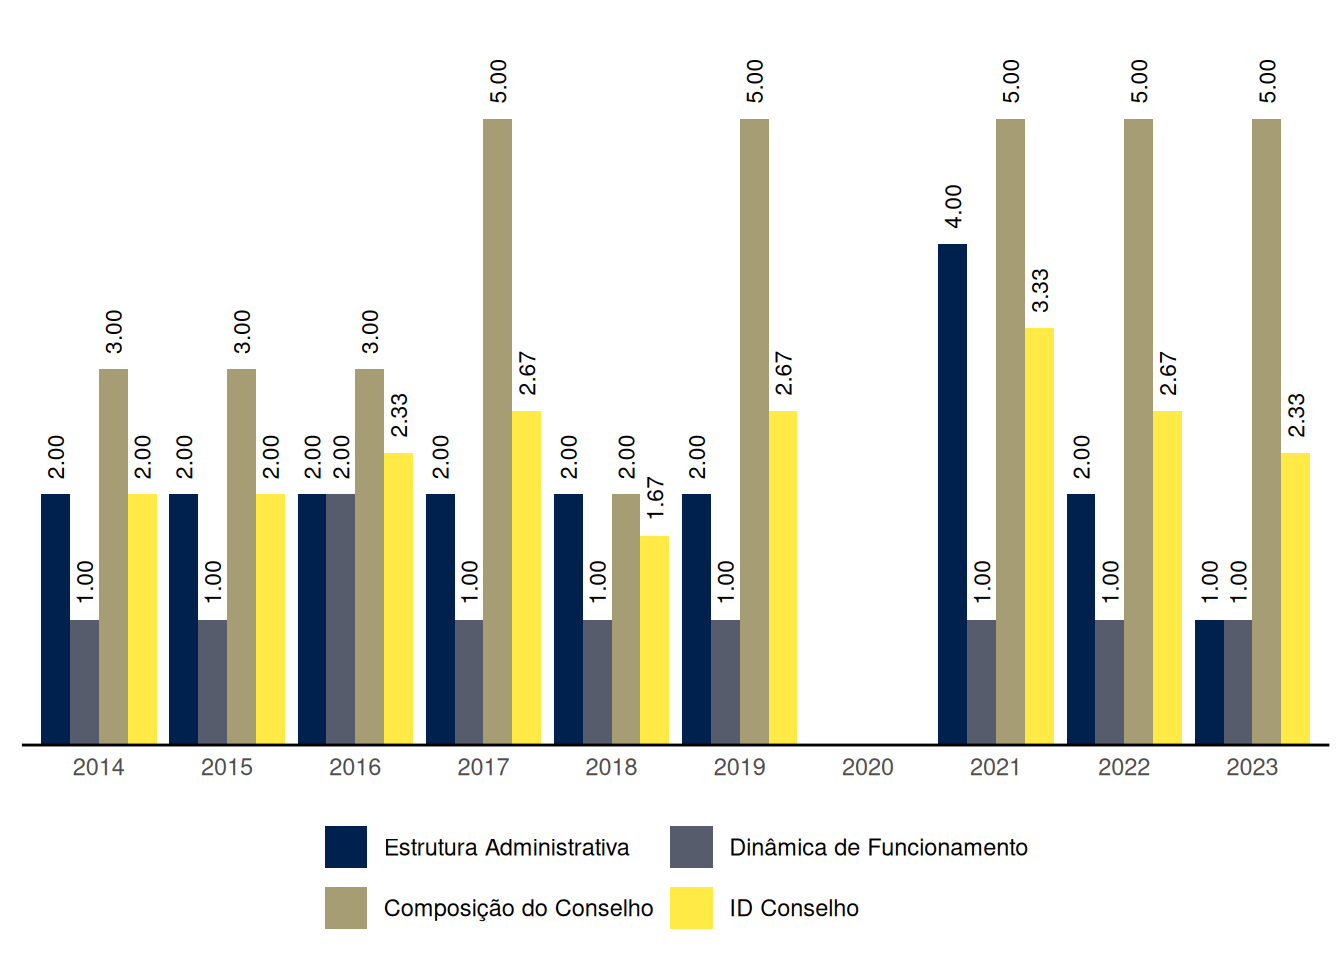 2.00 1.00 3.00 2.00 2.00 1.00 3.00 2.00 2.00 2.00 3.00 2.33 2.00 1.00 5.00 2.67 2.00 1.00 2.00 1.67 2.00 1.00 5.00 2.67 4.00 1.00 5.00 3.33 2.00 1.00 5.00 2.67 1.00 1.00 5.00 2.33
2014 2015 2016 2017 2018 2019 2020 2021 2022 2023
Estrutura Administrativa Dinâmica de Funcionamento
Composição do Conselho ID Conselho